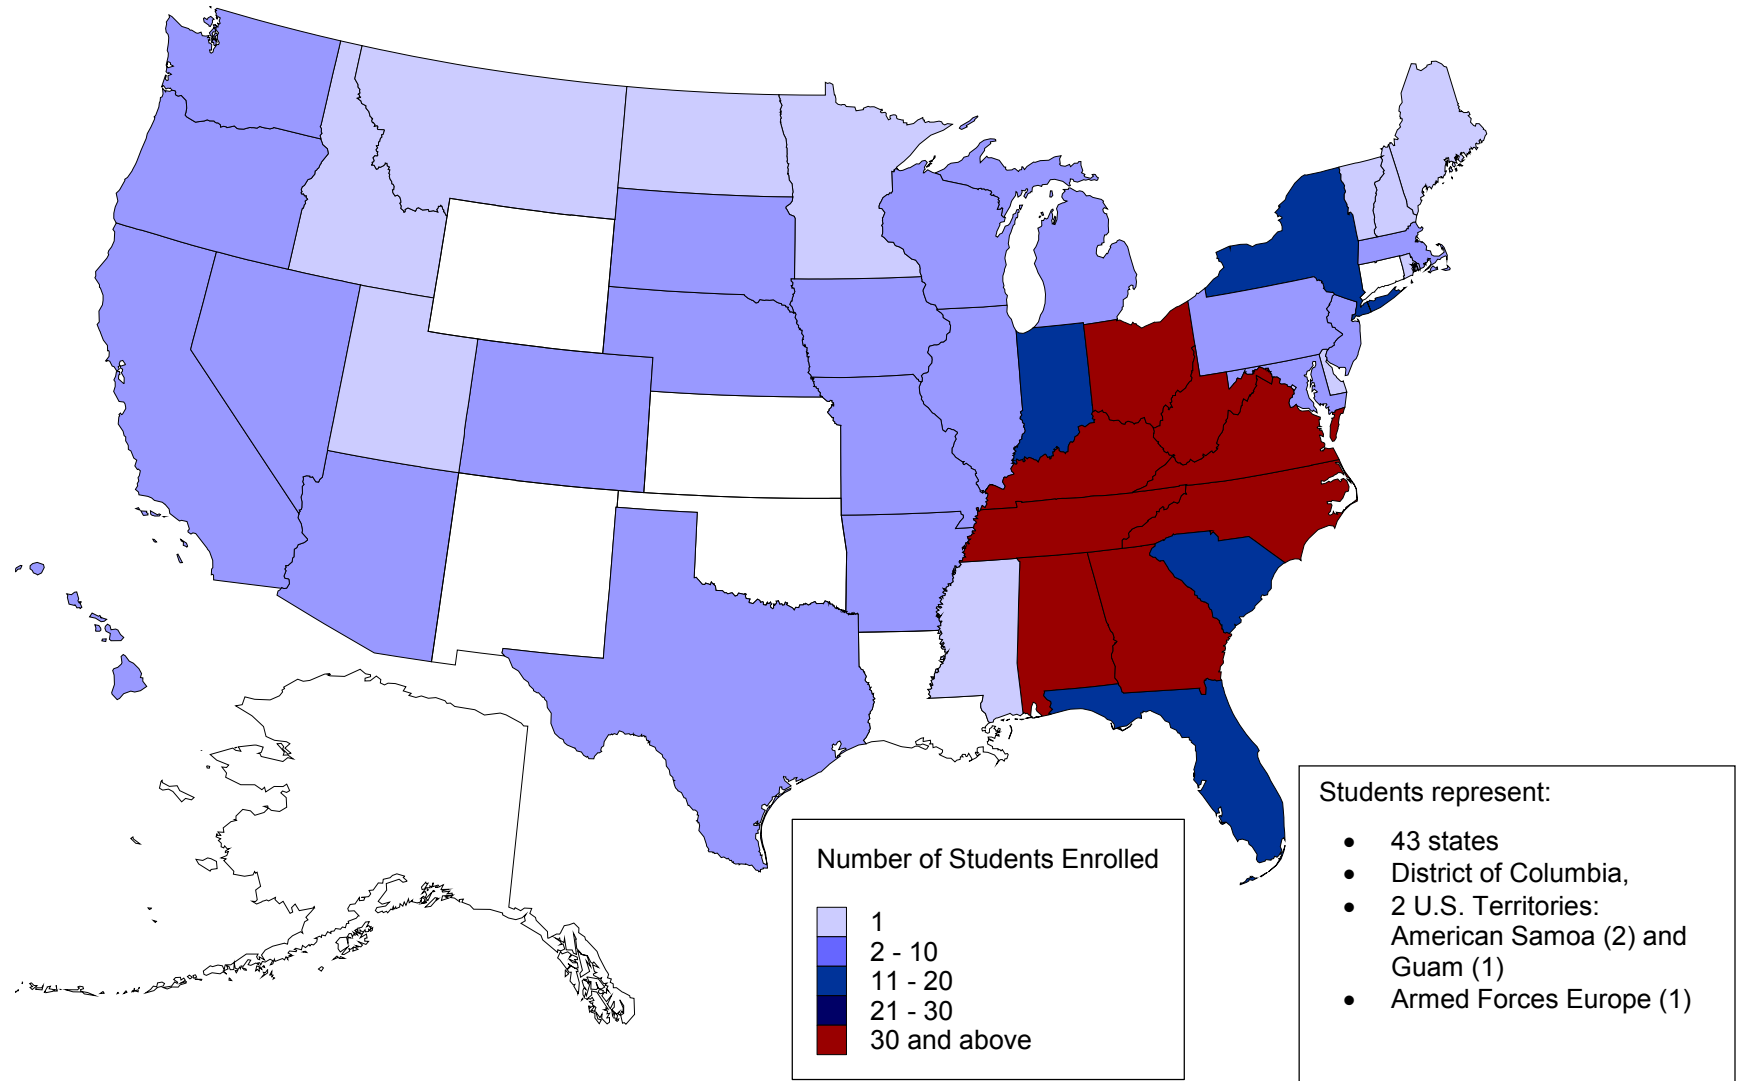 Number of Students Enrolled
1
2 - 10
11 - 20
21 - 30
30 and above
Students represent:
• 43 states
• District of Columbia,
• 2 U.S. Territories:
American Samoa (2) and
Guam (1)
• Armed Forces Europe (1)